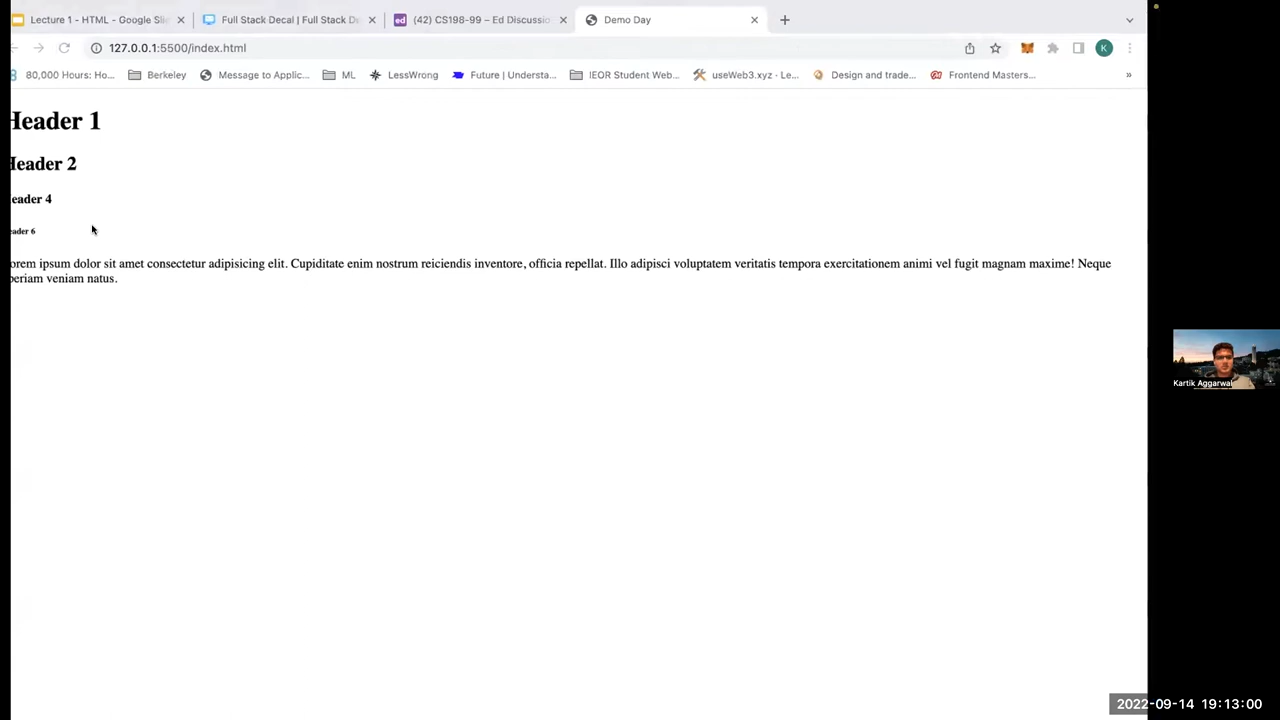 Lecture 1 - HTML - Google Sli
Full Stack Decal | Full Stack De
(42) CS198-99 – Ed Discussio
Demo Day
127.0.0.1:5500/index.html
K
80,000 Hours: Ho...
Berkeley
Message to Applic...
ML
LessWrong
Future | Understa...
IEOR Student Web...
useWeb3.xyz - Le...
Design and trade...
Frontend Masters...
»
Header 1
Header 2
eader 4
eader 6
orem ipsum dolor sit amet consectetur adipisicing elit. Cupiditate enim nostrum reiciendis inventore, officia repellat. Illo adipisci voluptatem veritatis tempora exercitationem animi vel fugit magnam maxime! Neque
periam veniam natus.
Kartik Aggarwal
2022-09-14 19:13:00